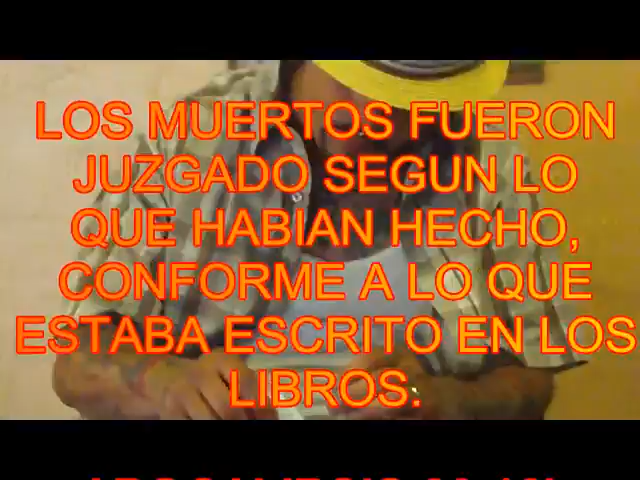 LOS MUERTOS FUERON
JUZGADO SEGUN LO
QUE HABIAN HECHO,
CONFORME A LO QUE
ESTABA ESCRITO EN LOS
LIBROS.